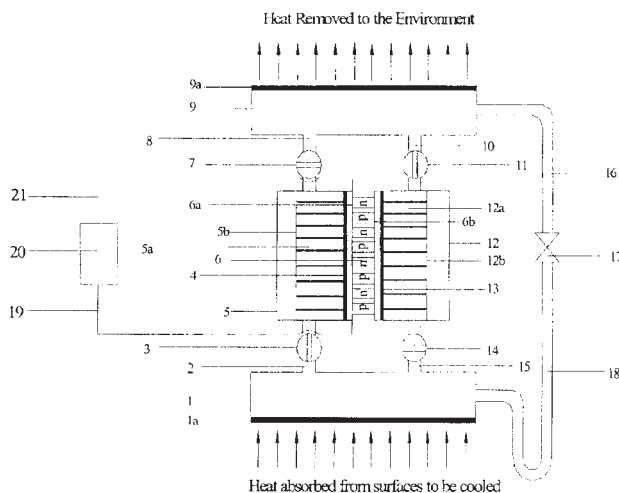 Heat Removed to the Environment
9a
9
8
10
7
11
16
21
6a
12a
6b
5b
12
20
5a
17
6
12b
4
13
5
19
3
14
2
15
18
1
1a
n
p
n
p
n
p
n
p
Heat absorbed from surfaces to be cooled